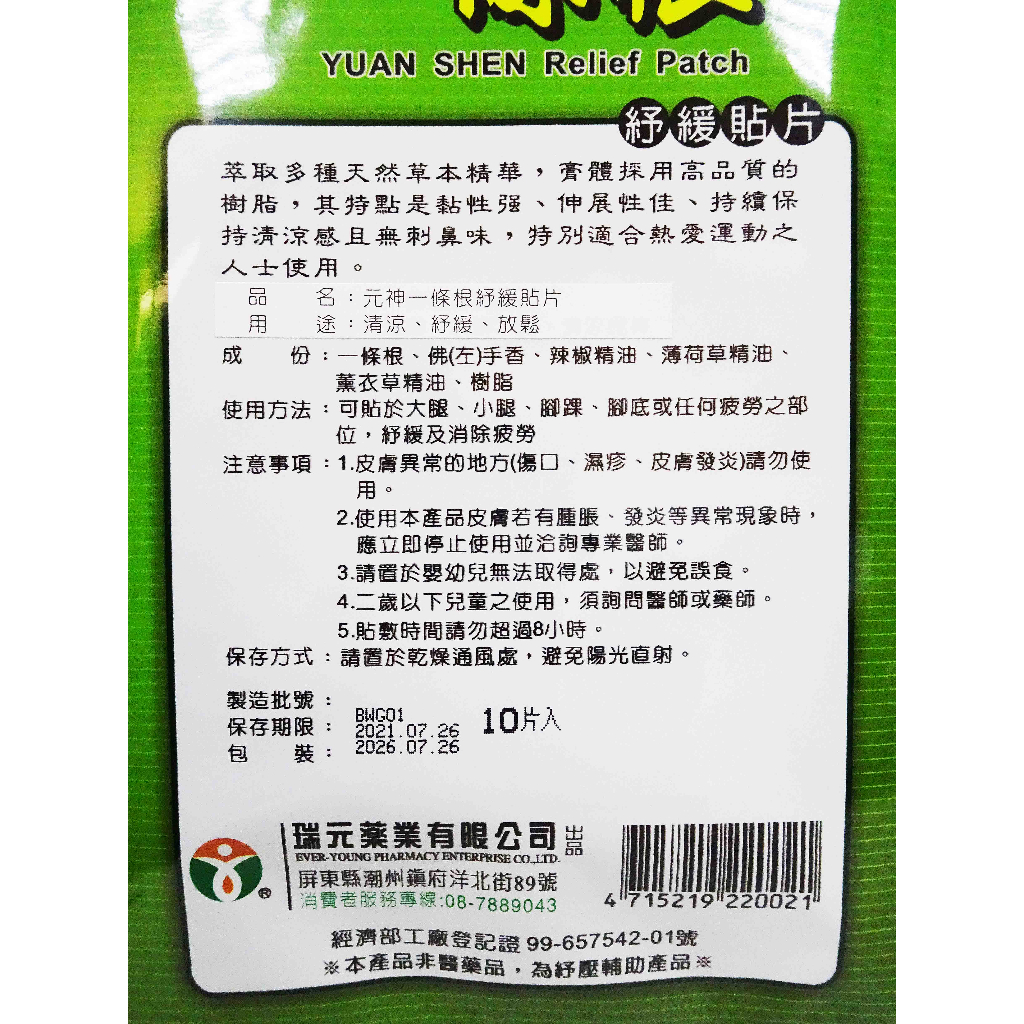 YUAN SHEN Relief Patch
紓緩貼片
萃取多種天然草本精華，膏體採用高品質的
樹脂，其特點是黏性強、伸展性佳、持續保
持清涼感且無刺鼻味，特別適合熱愛運動之
人士使用。
品　　名：元神一條根紓緩貼片
用　　途：清涼、紓緩、放鬆
成　　份：一條根、佛(左)手香、辣椒精油、薄荷草精油、
薰衣草精油、樹脂
使用方法：可貼於大腿、小腿、腳踝、腳底或任何疲勞之部
位，紓緩及消除疲勞
注意事項：1.皮膚異常的地方(傷口、濕疹、皮膚發炎)請勿使
用。
2.使用本產品皮膚若有腫脹、發炎等異常現象時，
應立即停止使用並洽詢專業醫師。
3.請置於嬰幼兒無法取得處，以避免誤食。
4.二歲以下兒童之使用，須詢問醫師或藥師。
5.貼敷時間請勿超過8小時。
保存方式：請置於乾燥通風處，避免陽光直射。
製造批號：BWG01
保存期限：2021.07.26
2026.07.26
包　　裝：10片入
瑞元藥業有限公司 出品
EVER-YOUNG PHARMACY ENTERPRISE CO.,LTD.
屏東縣潮州鎮府洋北街89號
消費者服務專線:08-7889043
4 715219 220021
經濟部工廠登記證 99-657542-01號
※本產品非醫藥品，為紓壓輔助產品※